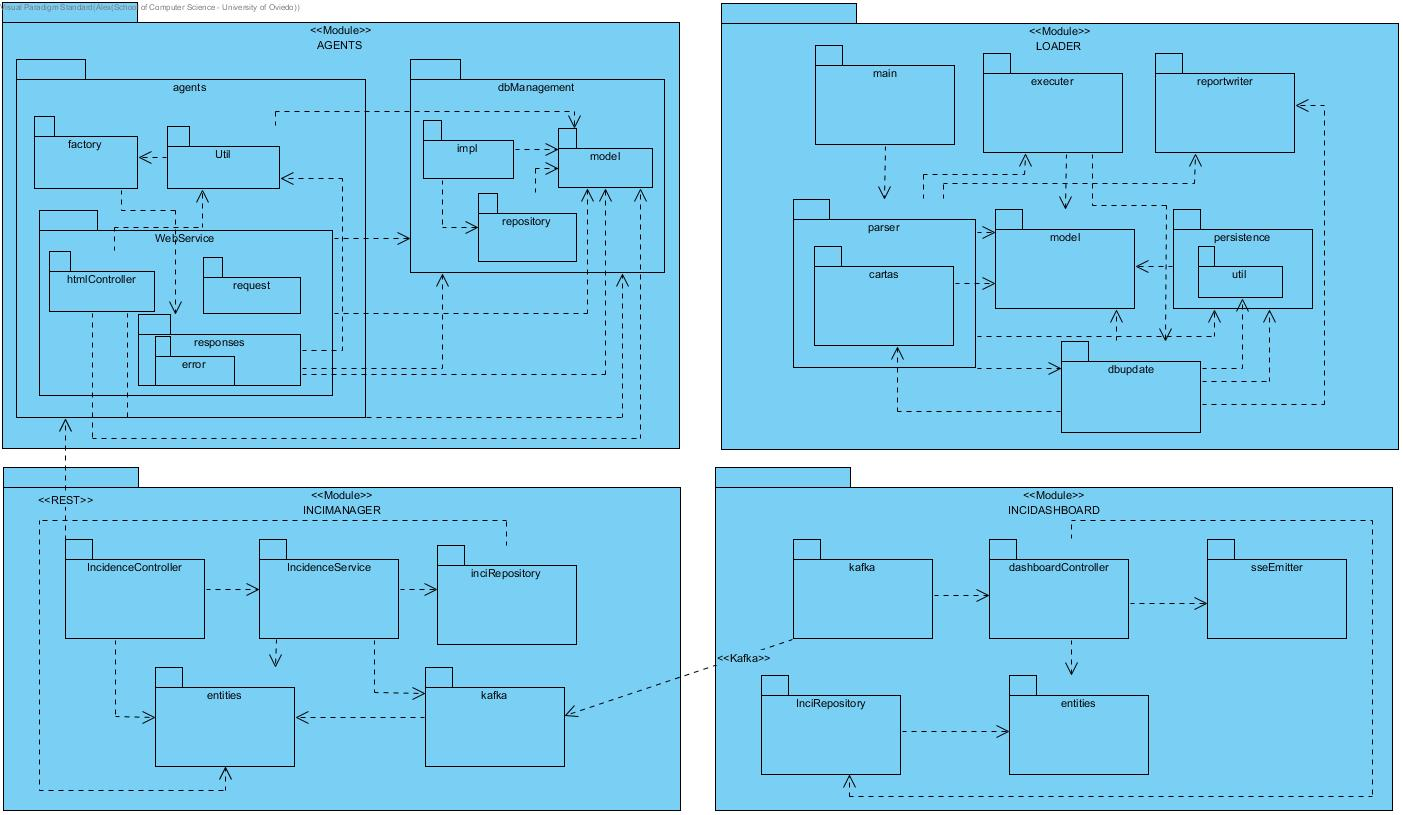 Visual Paradigm Standard(Alex(School of Computer Science - University of Oviedo))
<<Module>>
AGENTS
agents
dbManagement
factory
Util
impl
model
repository
WebService
htmlController
request
responses
error
<<Module>>
LOADER
main
executer
reportwriter
parser
cartas
model
persistence
util
dbupdate
<<REST>>
<<Module>>
INCIMANAGER
IncidenceController
IncidenceService
inciRepository
entities
kafka
<<Kafka>>
<<Module>>
INCIDASHBOARD
kafka
dashboardController
sseEmitter
InciRepository
entities